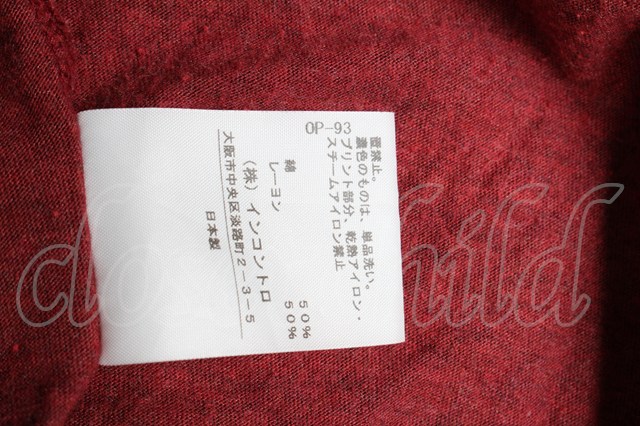 OP-93
濃色のものは、単品洗い。
プリント部分、乾熱アイロン・
スチームアイロン禁止
綿 50%
レーヨン 50%
(株)インコントロ
大阪市中央区淡路町2-3-5
日本製